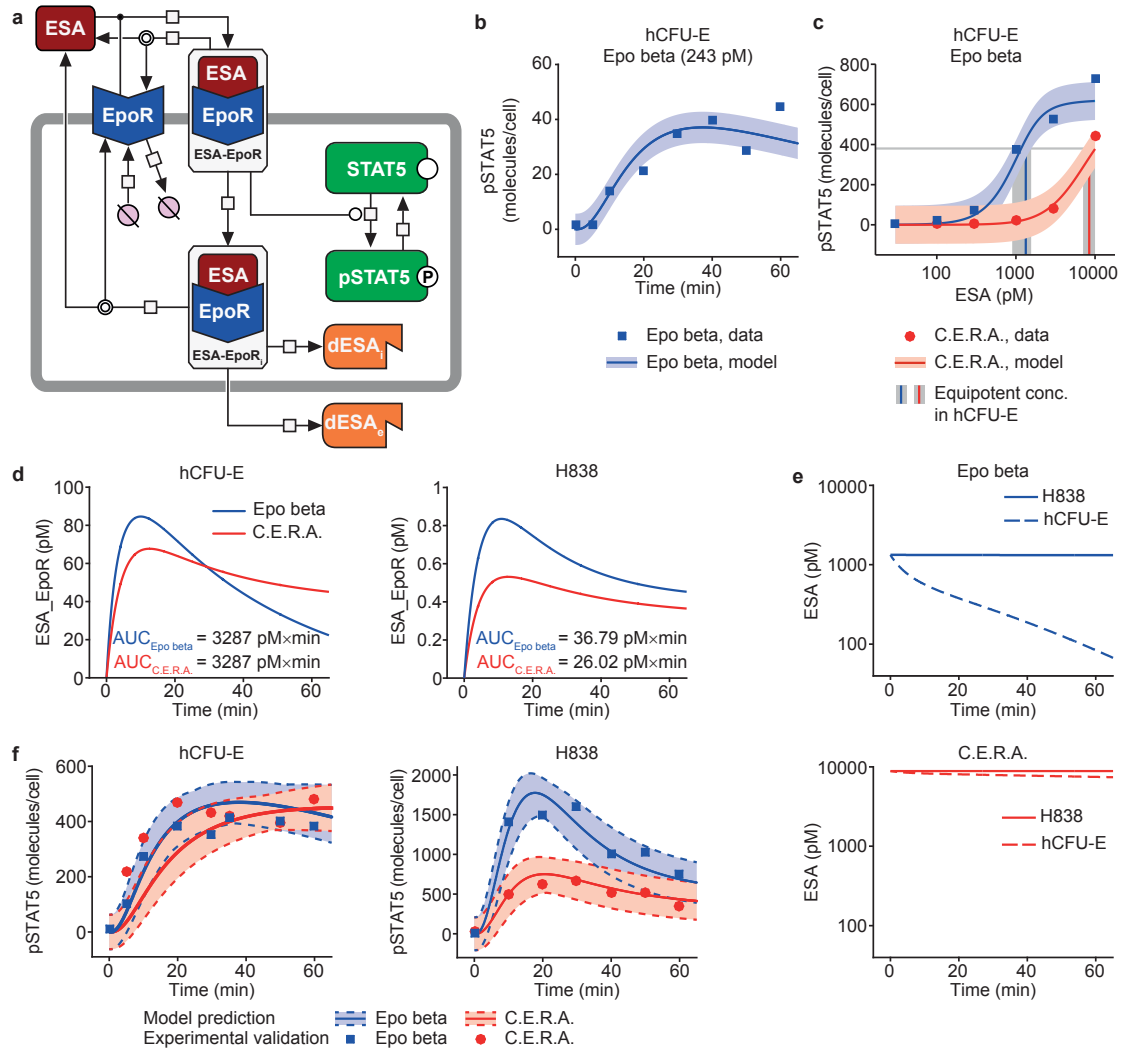 a
ESA
EpoR
ESA
EpoR
ESA-EpoR
STAT5
pSTAT5
P
ESA
EpoR
ESA-EpoRi
dESAi
dESAe
b
hCFU-E
Epo beta (243 pM)
pSTAT5
(molecules/cell)
60
40
20
0
0 20 40 60
Time (min)
Epo beta, data
Epo beta, model
c
hCFU-E
Epo beta
pSTAT5 (molecules/cell)
800
600
400
200
0
100 1000 10000
ESA (pM)
C.E.R.A., data
C.E.R.A., model
Equipotent conc.
in hCFU-E
d
hCFU-E
ESA_EpoR (pM)
100
80
60
40
20
0
Epo beta
C.E.R.A.
AUCEpo beta = 3287 pM×min
AUCC.E.R.A. = 3287 pM×min
0 20 40 60
Time (min)
H838
ESA_EpoR (pM)
1
0.8
0.6
0.4
0.2
0
AUCEpo beta = 36.79 pM×min
AUCC.E.R.A. = 26.02 pM×min
0 20 40 60
Time (min)
e
Epo beta
ESA (pM)
10000
1000
100
H838
hCFU-E
0 20 40 60
Time (min)
C.E.R.A.
ESA (pM)
10000
1000
100
H838
hCFU-E
0 20 40 60
Time (min)
f
hCFU-E
pSTAT5 (molecules/cell)
600
400
200
0
0 20 40 60
Time (min)
H838
pSTAT5 (molecules/cell)
2000
1500
1000
500
0
0 20 40 60
Time (min)
Model prediction Epo beta C.E.R.A.
Experimental validation Epo beta C.E.R.A.